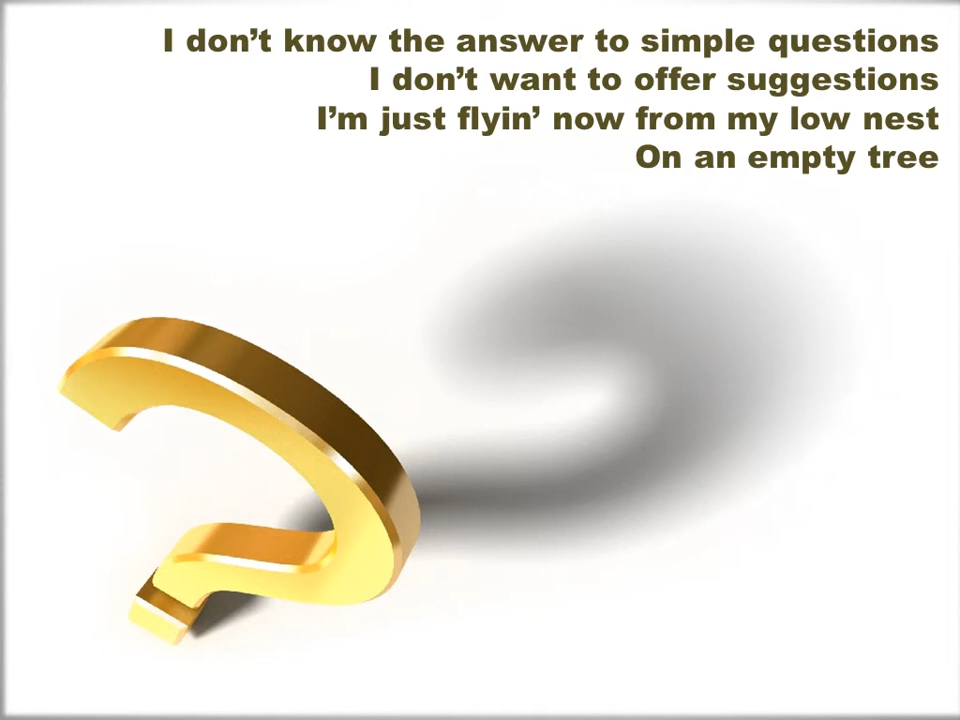 I don’t know the answer to simple questions
I don’t want to offer suggestions
I’m just flyin’ now from my low nest
On an empty tree